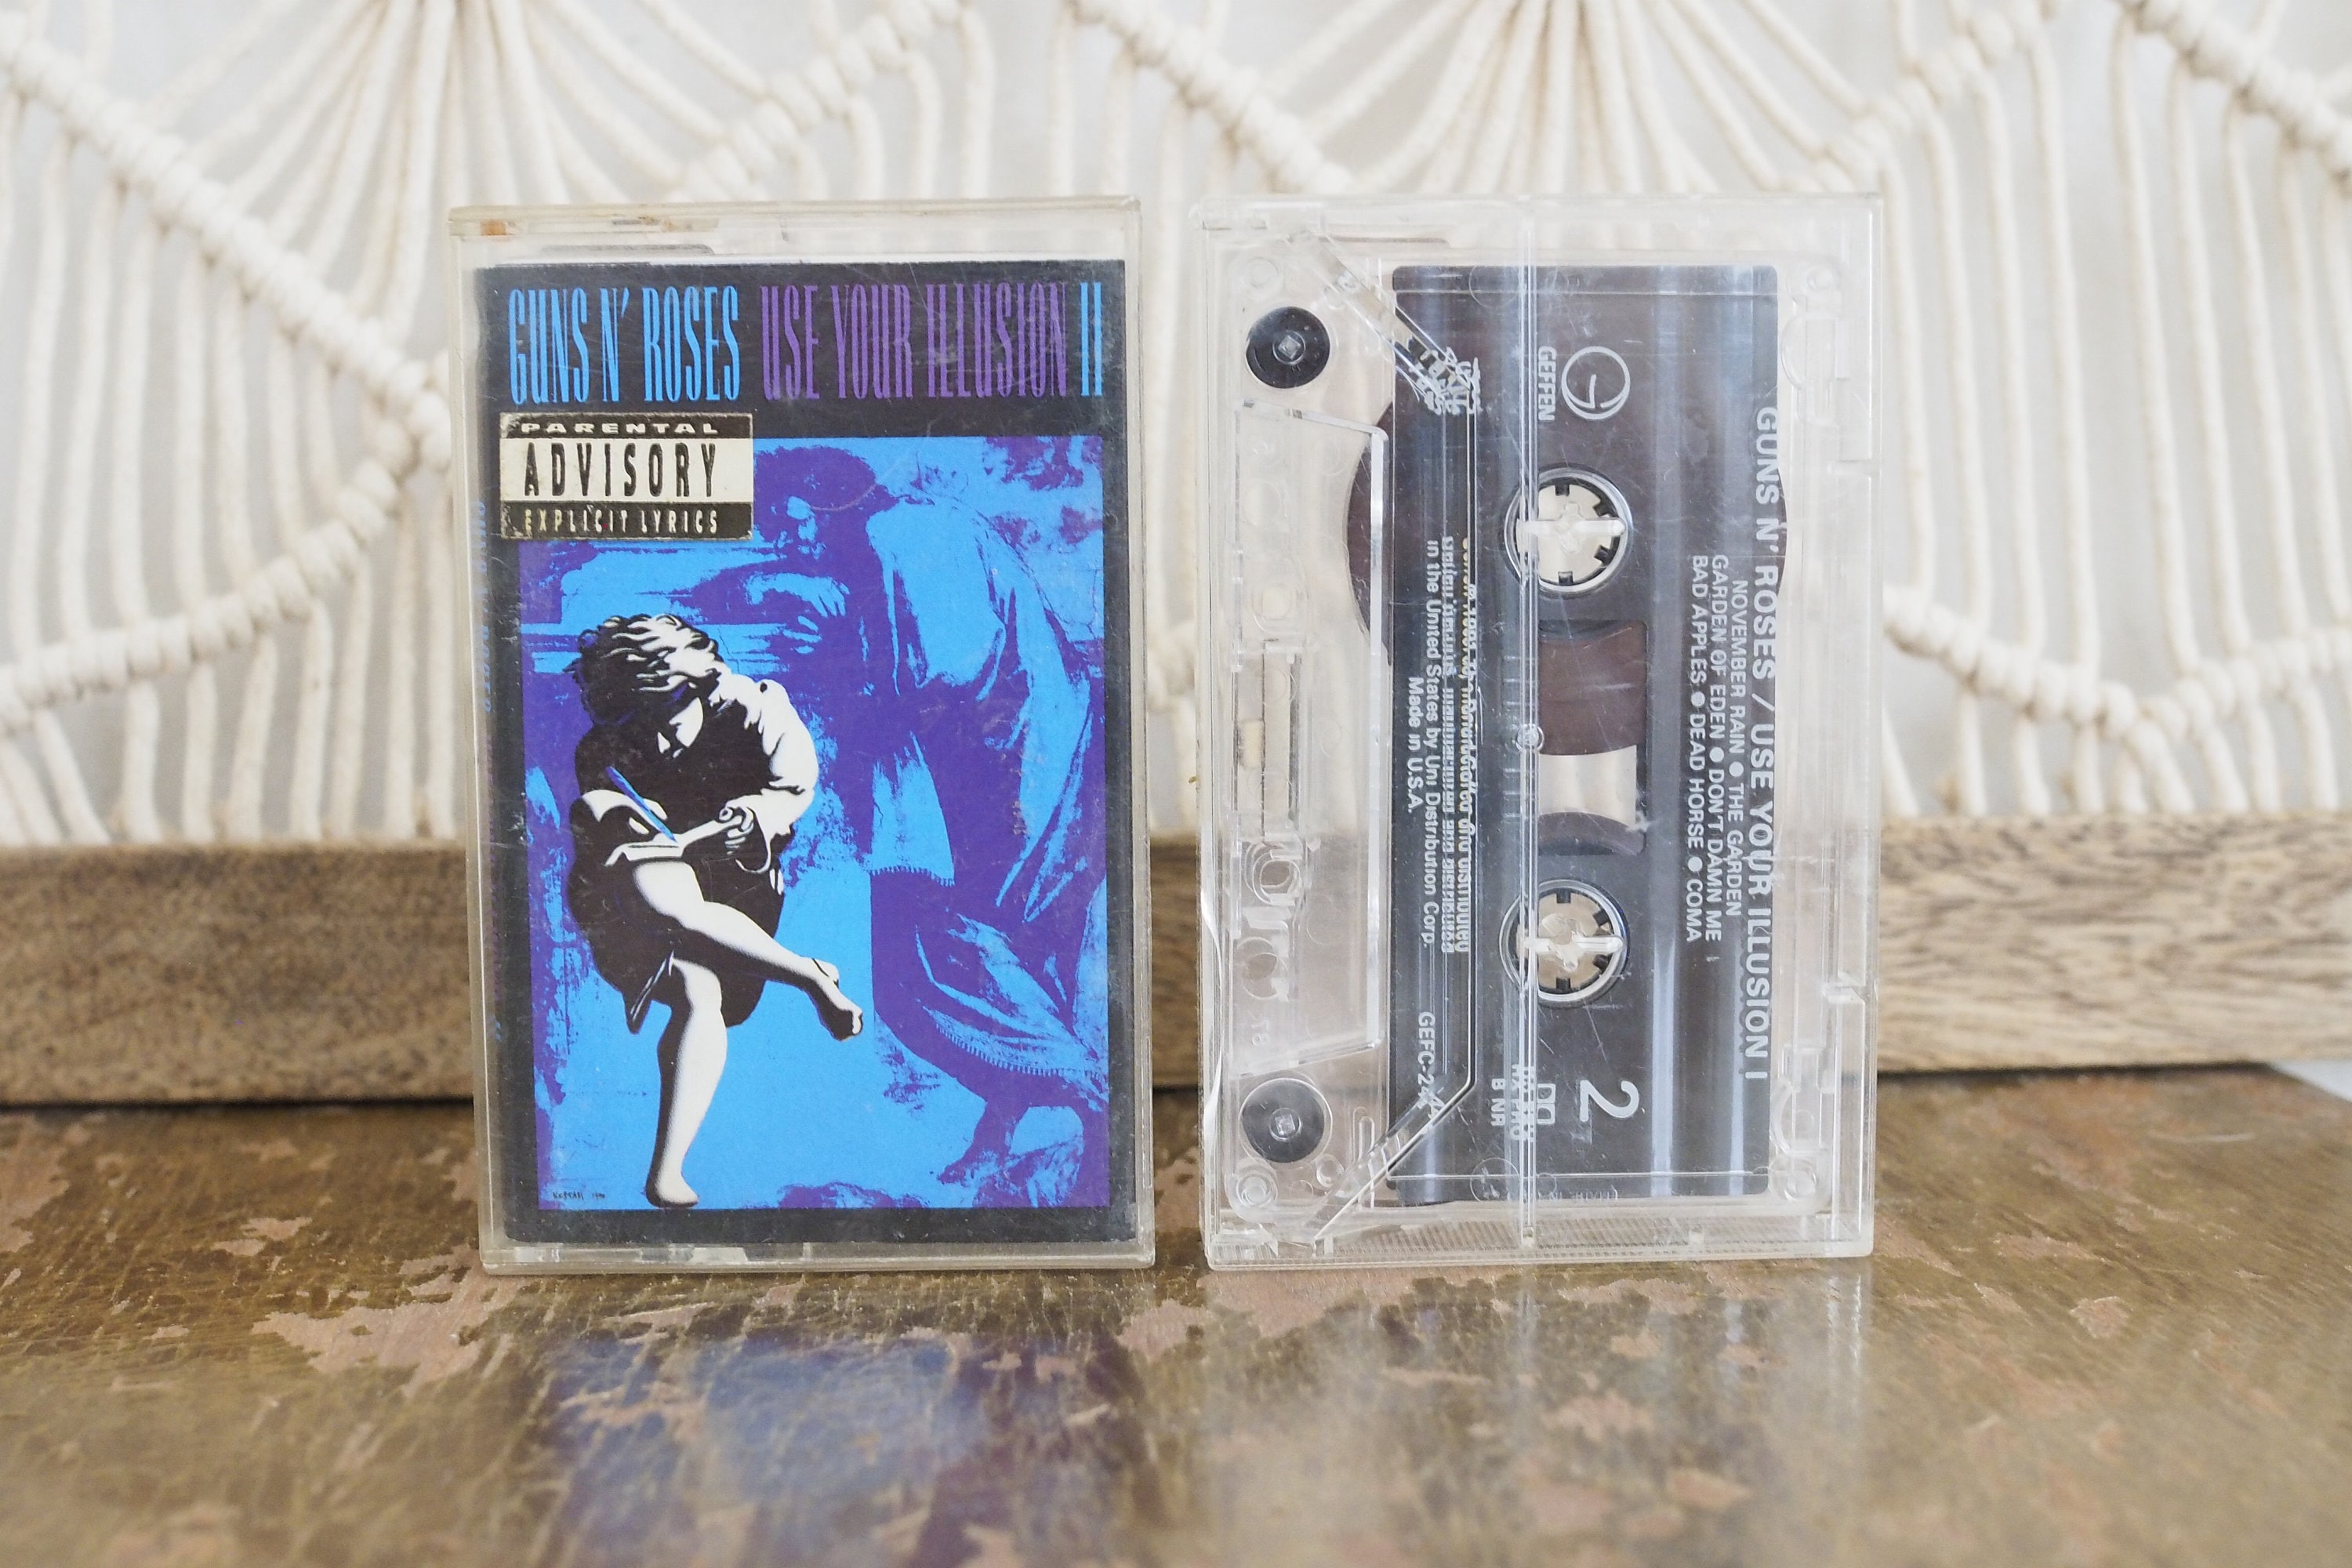 GUNS N' ROSES USE YOUR ILLUSION II
PARENTAL
ADVISORY
EXPLICIT LYRICS
GUNS N' ROSES / USE YOUR ILLUSION I
NOVEMBER RAIN ● THE GARDEN
GARDEN OF EDEN ● DON'T DAMN ME
BAD APPLES ● DEAD HORSE ● COMA
GEFFEN
2
B NR
in the United States by Uni Distribution Corp.
Made in U.S.A.